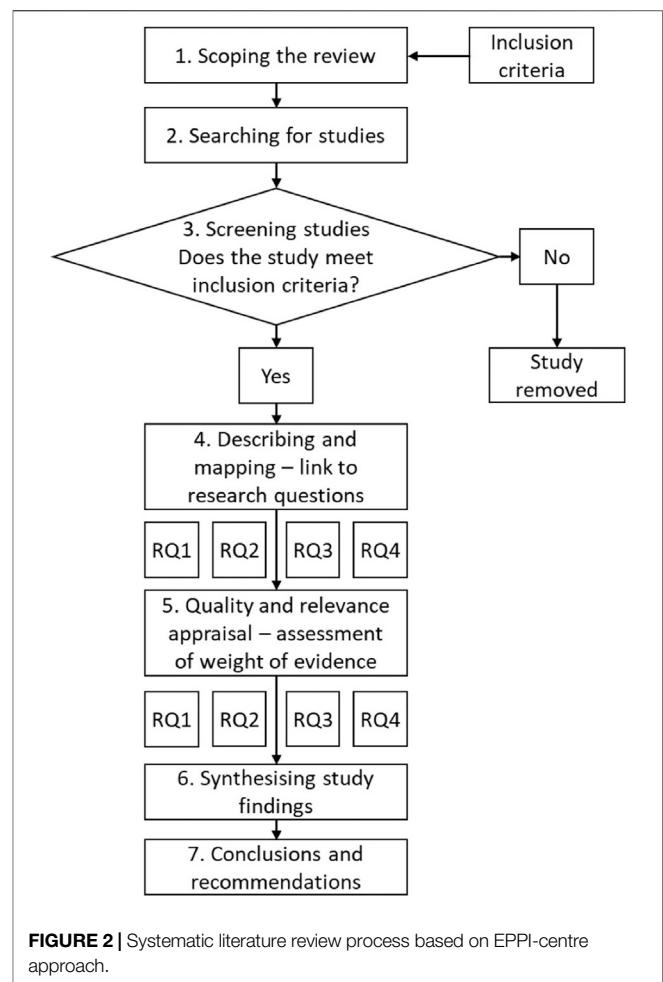 1. Scoping the review
Inclusion
criteria
2. Searching for studies
3. Screening studies
Does the study meet
inclusion criteria?
No
Yes
Study
removed
4. Describing and
mapping – link to
research questions
RQ1 RQ2 RQ3 RQ4
5. Quality and relevance
appraisal – assessment
of weight of evidence
RQ1 RQ2 RQ3 RQ4
6. Synthesising study
findings
7. Conclusions and
recommendations
FIGURE 2 | Systematic literature review process based on EPPI-centre
approach.